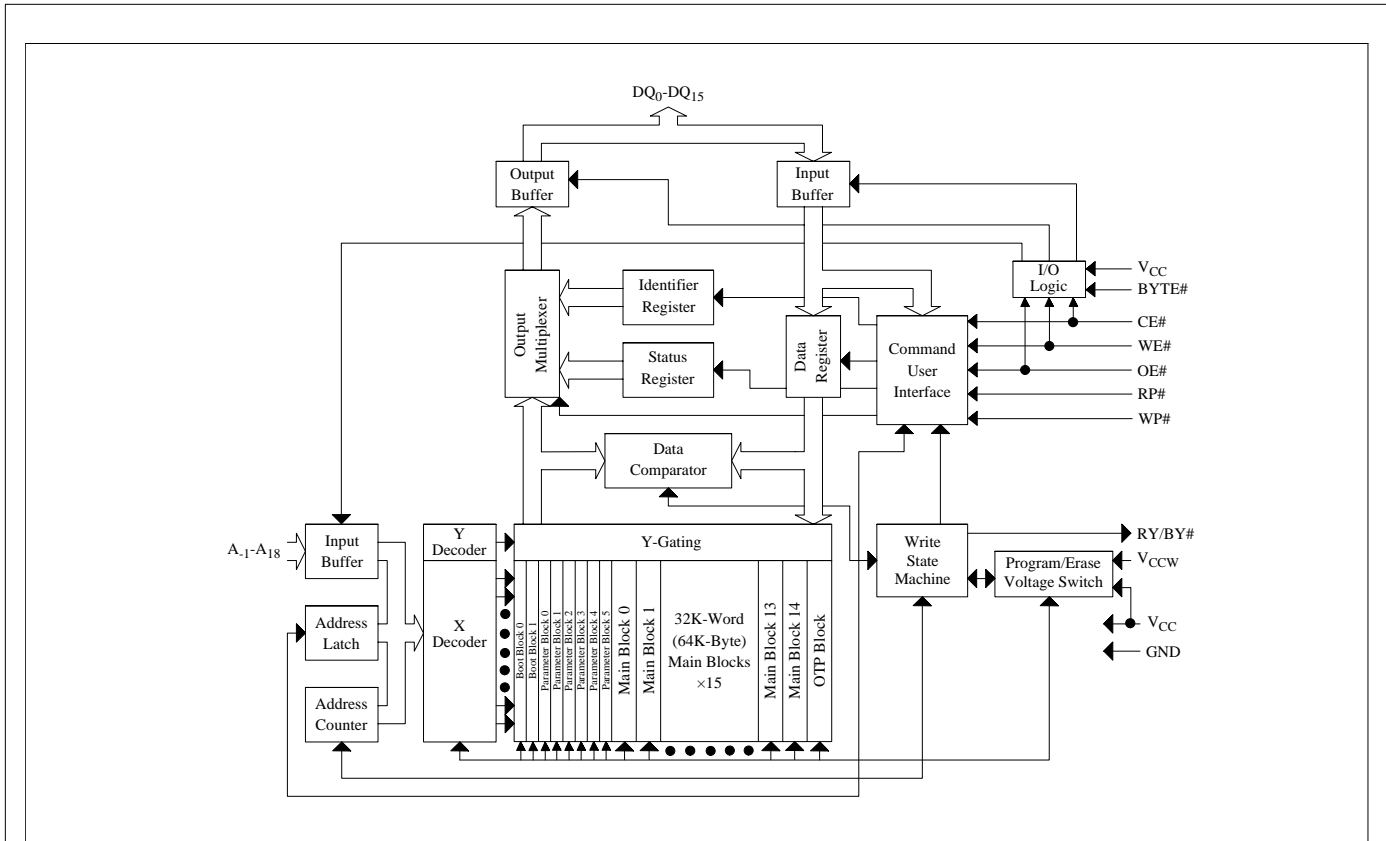 DQ0-DQ15
Output
Buffer
Input
Buffer
I/O
Logic
VCC
BYTE#
Output
Multiplexer
Identifier
Register
Status
Register
Data
Register
Command
User
Interface
CE#
WE#
OE#
RP#
WP#
Data
Comparator
A-1-A18
Input
Buffer
Address
Latch
Address
Counter
Y
Decoder
X
Decoder
Y-Gating
Boot Block 0
Boot Block 1
Parameter Block 0
Parameter Block 1
Parameter Block 2
Parameter Block 3
Parameter Block 4
Parameter Block 5
Main Block 0
Main Block 1
32K-Word
(64K-Byte)
Main Blocks
×15
Main Block 13
Main Block 14
OTP Block
Write
State
Machine
Program/Erase
Voltage Switch
RY/BY#
VCCW
VCC
GND